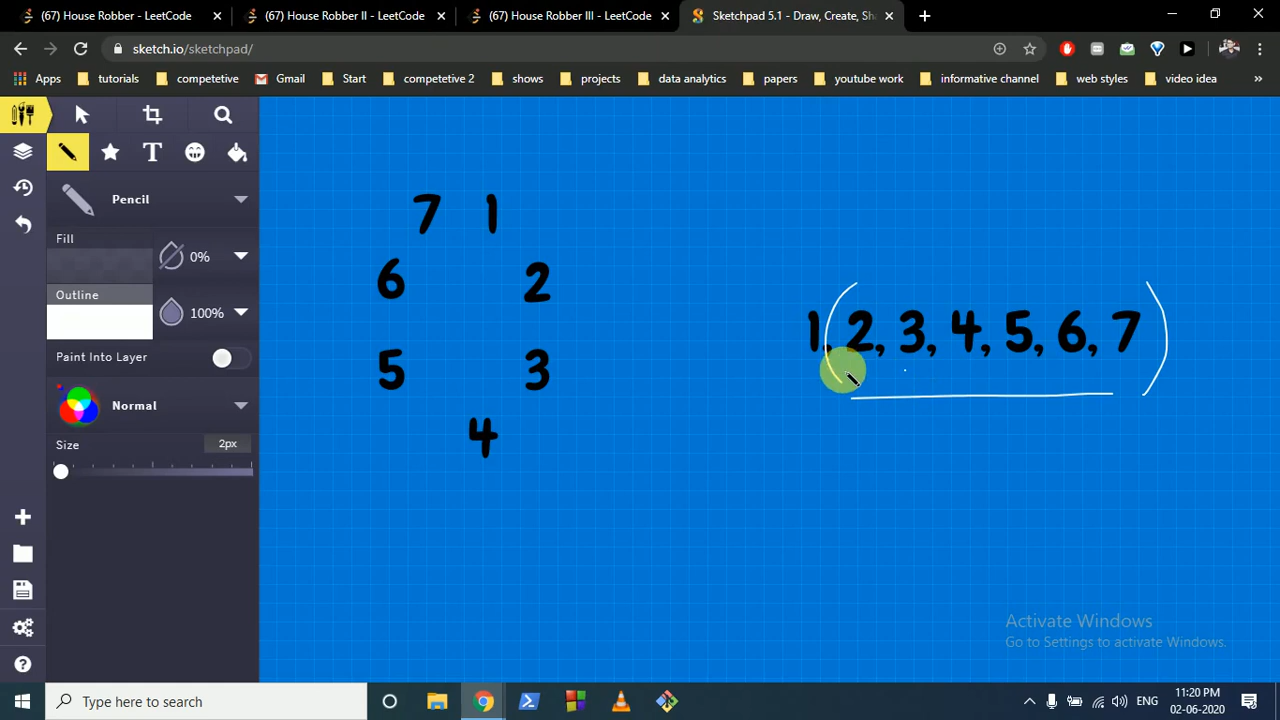 (67) House Robber - LeetCode
(67) House Robber II - LeetCode
(67) House Robber III - LeetCode
Sketchpad 5.1 - Draw, Create, Sh
sketch.io/sketchpad/
Apps tutorials competetive Gmail Start competetive 2 shows projects data analytics papers youtube work informative channel web styles video idea »
Pencil
Fill
0%
Outline
100%
Paint Into Layer
Normal
Size
2px
7 1
6 2
5 3
4
1, 2, 3, 4, 5, 6, 7
Activate Windows
Go to Settings to activate Windows.
Type here to search
ENG
11:20 PM
02-06-2020